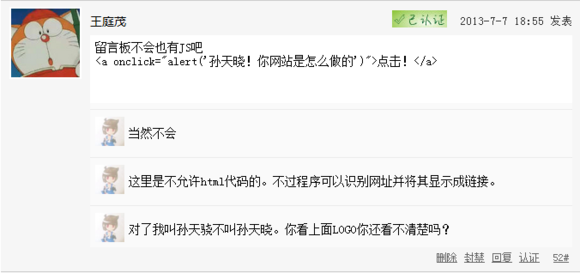 王庭茂
已认证 2013-7-7 18:55 发表
留言板不会也有JS吧
<a onclick="alert('孙天晓！你网站是怎么做的')">点击！</a>
当然不会
这里是不允许html代码的。不过程序可以识别网址并将其显示成链接。
对了我叫孙天骁不叫孙天晓。你看上面LOGO你还看不清楚吗？
删除 封禁 回复 认证 52#